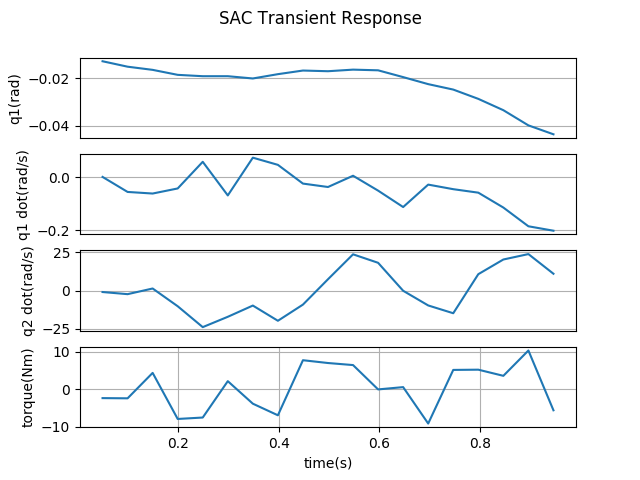 SAC Transient Response
q1(rad)
−0.02
−0.04
q1 dot(rad/s)
0.0
−0.2
q2 dot(rad/s)
25
0
−25
torque(Nm)
10
0
−10
0.2 0.4 0.6 0.8
time(s)